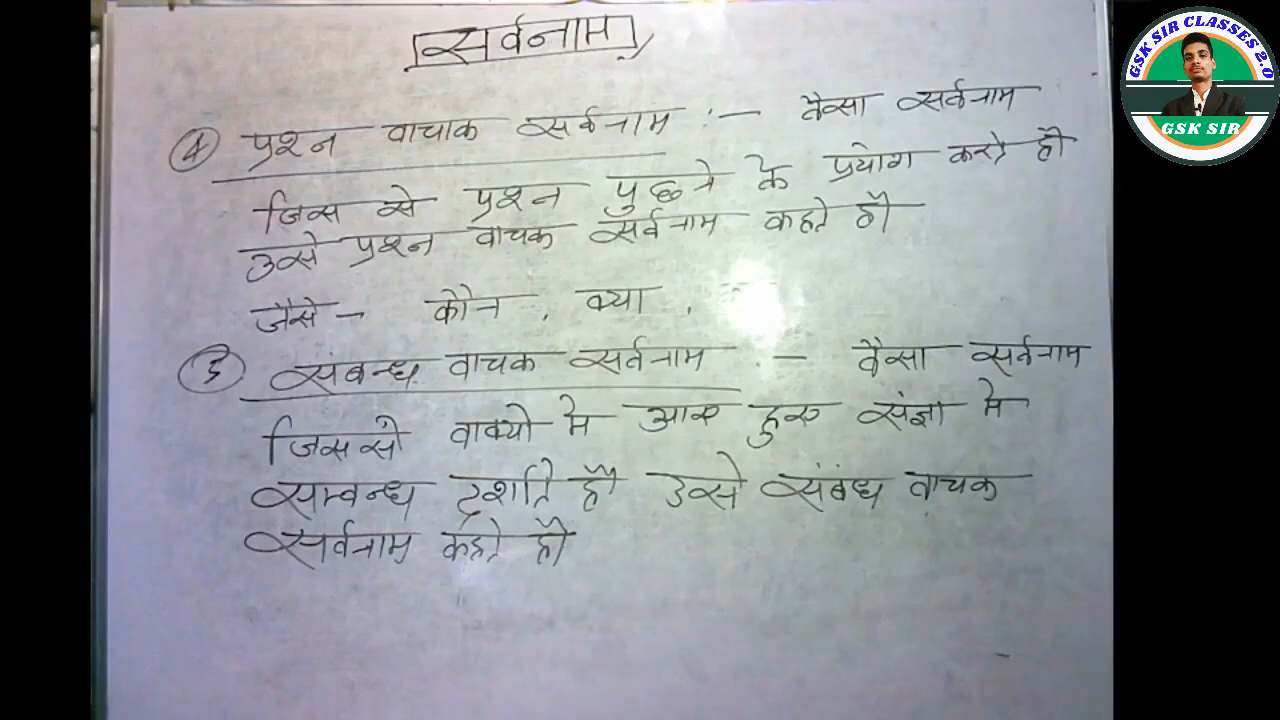 सर्वनाम
④ प्रश्न वाचाक सर्वनाम :- वैसा सर्वनाम
जिस से प्रश्न पुछने के प्रयोग करते है
उसे प्रश्न वाचक सर्वनाम कहते है
जैसे - कौन , क्या ,
⑤ संबन्ध वाचक सर्वनाम :- वैसा सर्वनाम
जिससे वाक्यो मे आए हुए संज्ञा मे
सम्बन्ध दर्शाते है उसे संबंध वाचक
सर्वनाम कहते है
GSK SIR CLASSES 2.0
GSK SIR